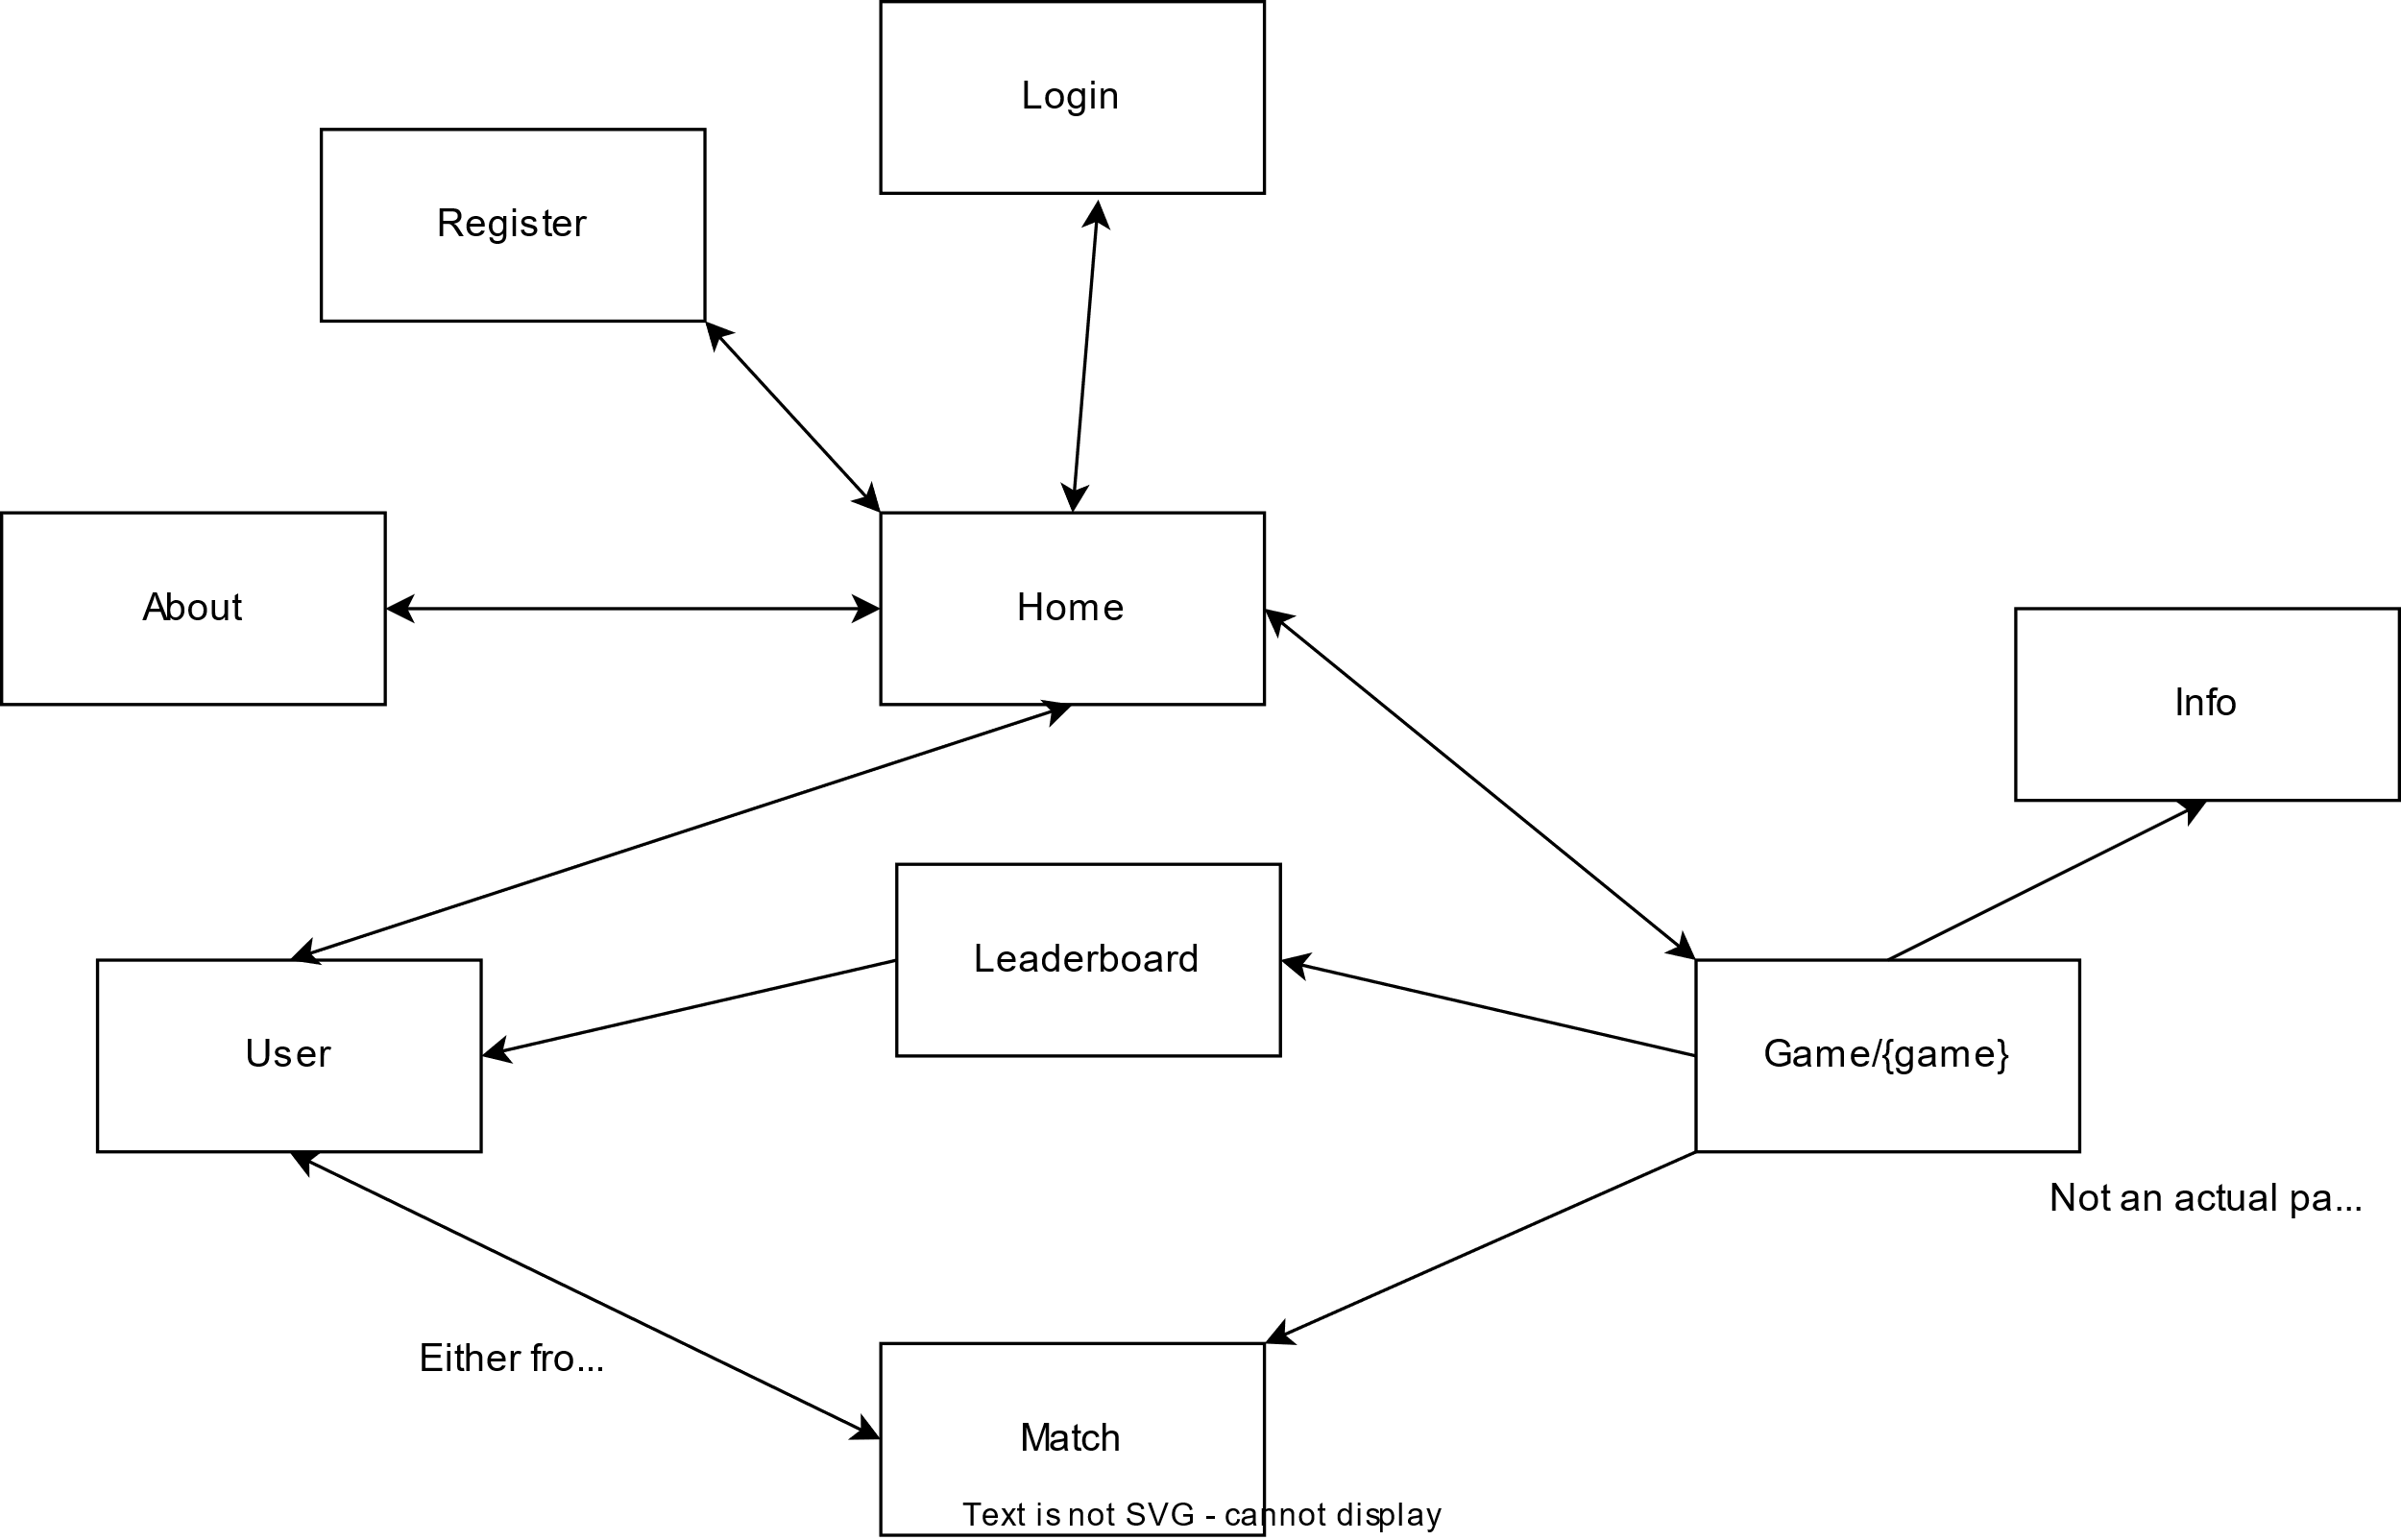 Login
Register
About
Home
Info
Leaderboard
User
Game/{game}
Not an actual pa...
Either fro...
Match
Text is not SVG - cannot display